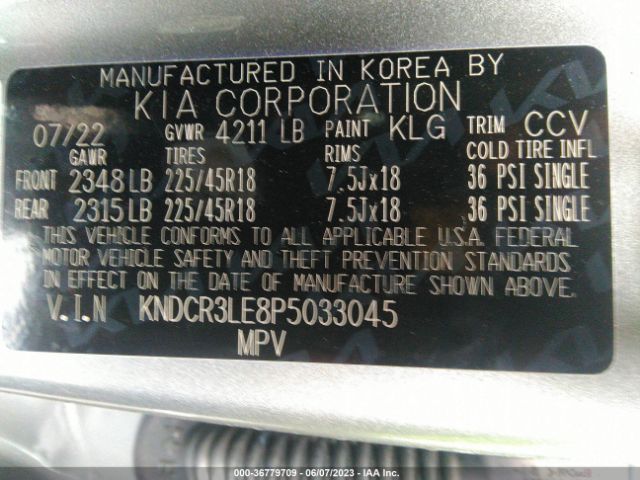 MANUFACTURED IN KOREA BY
KIA CORPORATION
07/22 GVWR 4211 LB PAINT KLG TRIM CCV
GAWR TIRES RIMS COLD TIRE INFL
FRONT 2348 LB 225/45R18 7.5Jx18 36 PSI SINGLE
REAR 2315 LB 225/45R18 7.5Jx18 36 PSI SINGLE
THIS VEHICLE CONFORMS TO ALL APPLICABLE U.S.A. FEDERAL
MOTOR VEHICLE SAFETY AND THEFT PREVENTION STANDARDS
IN EFFECT ON THE DATE OF MANUFACTURE SHOWN ABOVE.
V.I.N KNDCR3LE8P5033045
MPV
000-36779709 - 06/07/2023 - IAA Inc.